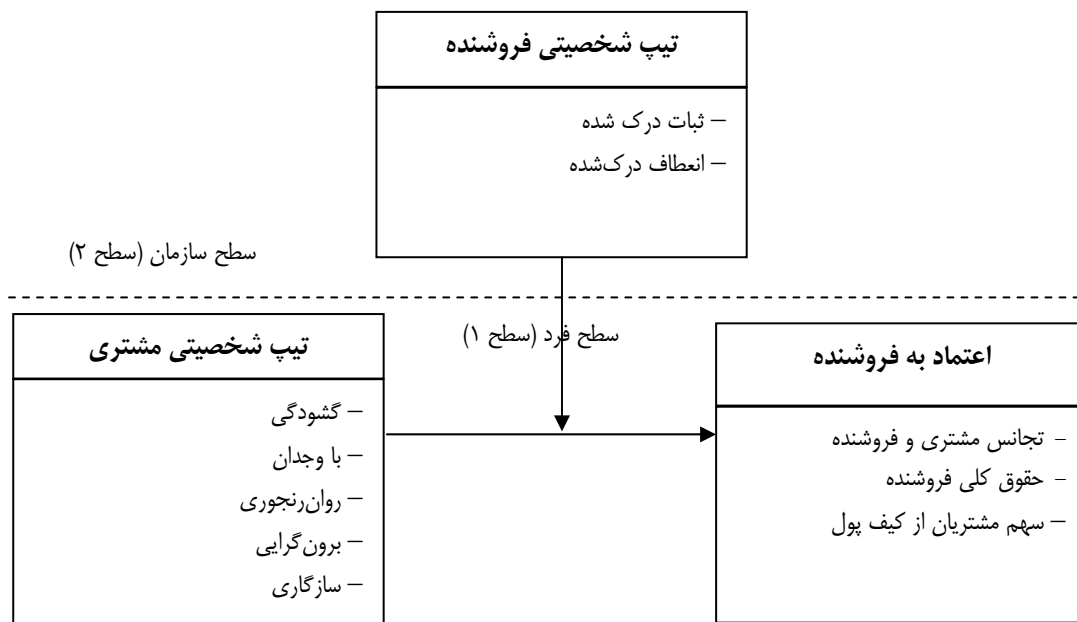 تیپ شخصیتی فروشنده
– ثبات درک شده
– انعطاف درک‌شده
سطح سازمان (سطح ۲)
سطح فرد (سطح ۱)
تیپ شخصیتی مشتری
– گشودگی
– با وجدان
– روان‌رنجوری
– برون‌گرایی
– سازگاری
اعتماد به فروشنده
- تجانس مشتری و فروشنده
- حقوق کلی فروشنده
– سهم مشتریان از کیف پول